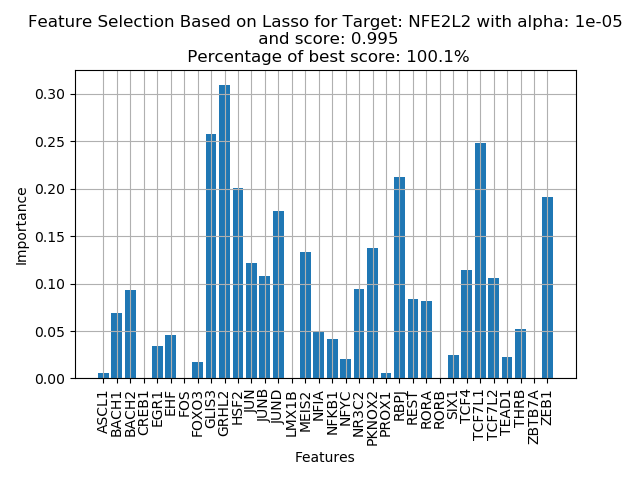 Feature Selection Based on Lasso for Target: NFE2L2 with alpha: 1e-05
and score: 0.995
Percentage of best score: 100.1%
Importance
0.30
0.25
0.20
0.15
0.10
0.05
0.00
ASCL1
BACH1
BACH2
CREB1
EGR1
EHF
FOS
FOXO3
GLIS3
GRHL2
HSF2
JUN
JUNB
JUND
LMX1B
MEIS2
NFIA
NFKB1
NFYC
NR3C2
PKNOX2
PROX1
RBPJ
REST
RORA
RORB
SIX1
TCF4
TCF7L1
TCF7L2
TEAD1
THRB
ZBTB7A
ZEB1
Features